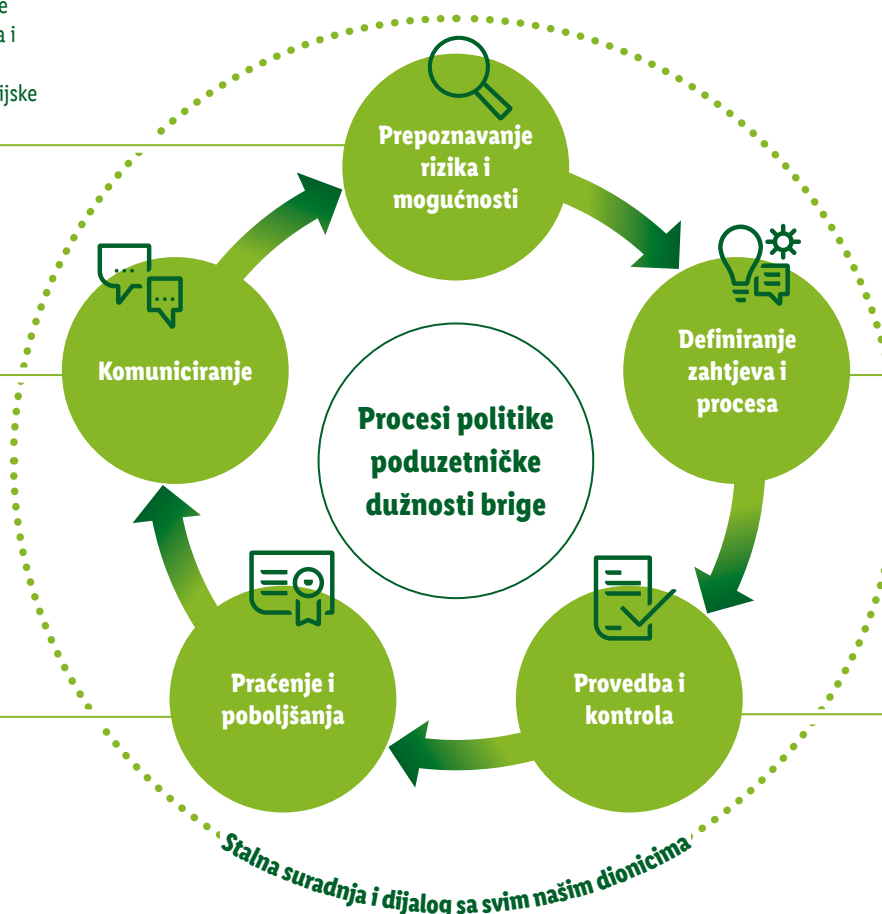 a i
ijske
Prepoznavanje
rizika i
mogućnosti
Definiranje
zahtjeva i
procesa
Provedba i
kontrola
Praćenje i
poboljšanja
Komuniciranje
Procesi politike
poduzetničke
dužnosti brige
Stalna suradnja i dijalog sa svim našim dionicima